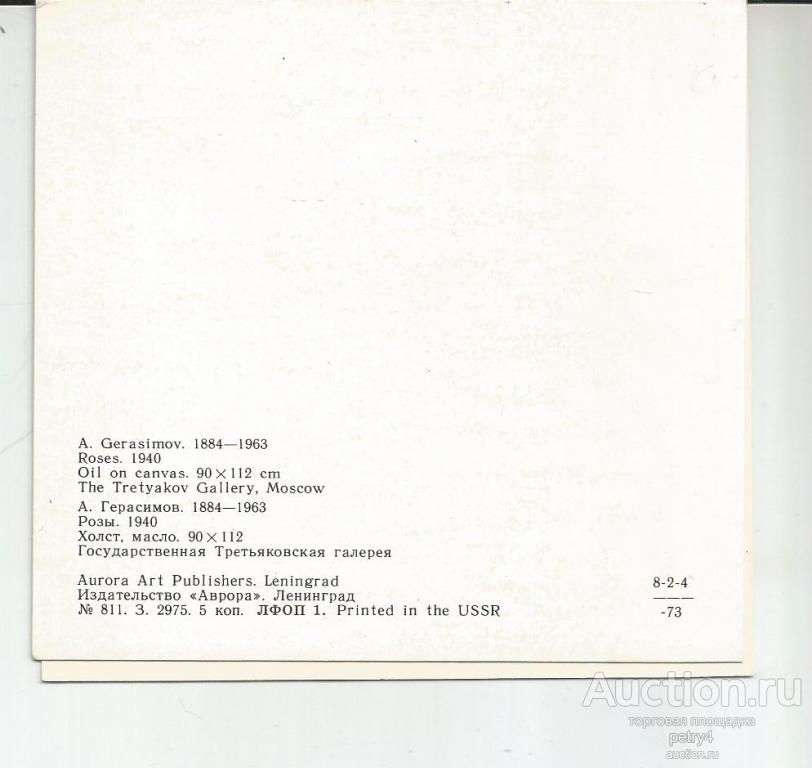 A. Gerasimov. 1884—1963
Roses. 1940
Oil on canvas. 90×112 cm
The Tretyakov Gallery, Moscow
А. Герасимов. 1884—1963
Розы. 1940
Холст, масло. 90×112
Государственная Третьяковская галерея
Aurora Art Publishers. Leningrad
Издательство «Аврора». Ленинград
№ 811. З. 2975. 5 коп. ЛФОП 1. Printed in the USSR
8-2-4
———
-73
Auction.ru
торговая площадка
petry4
auction.ru